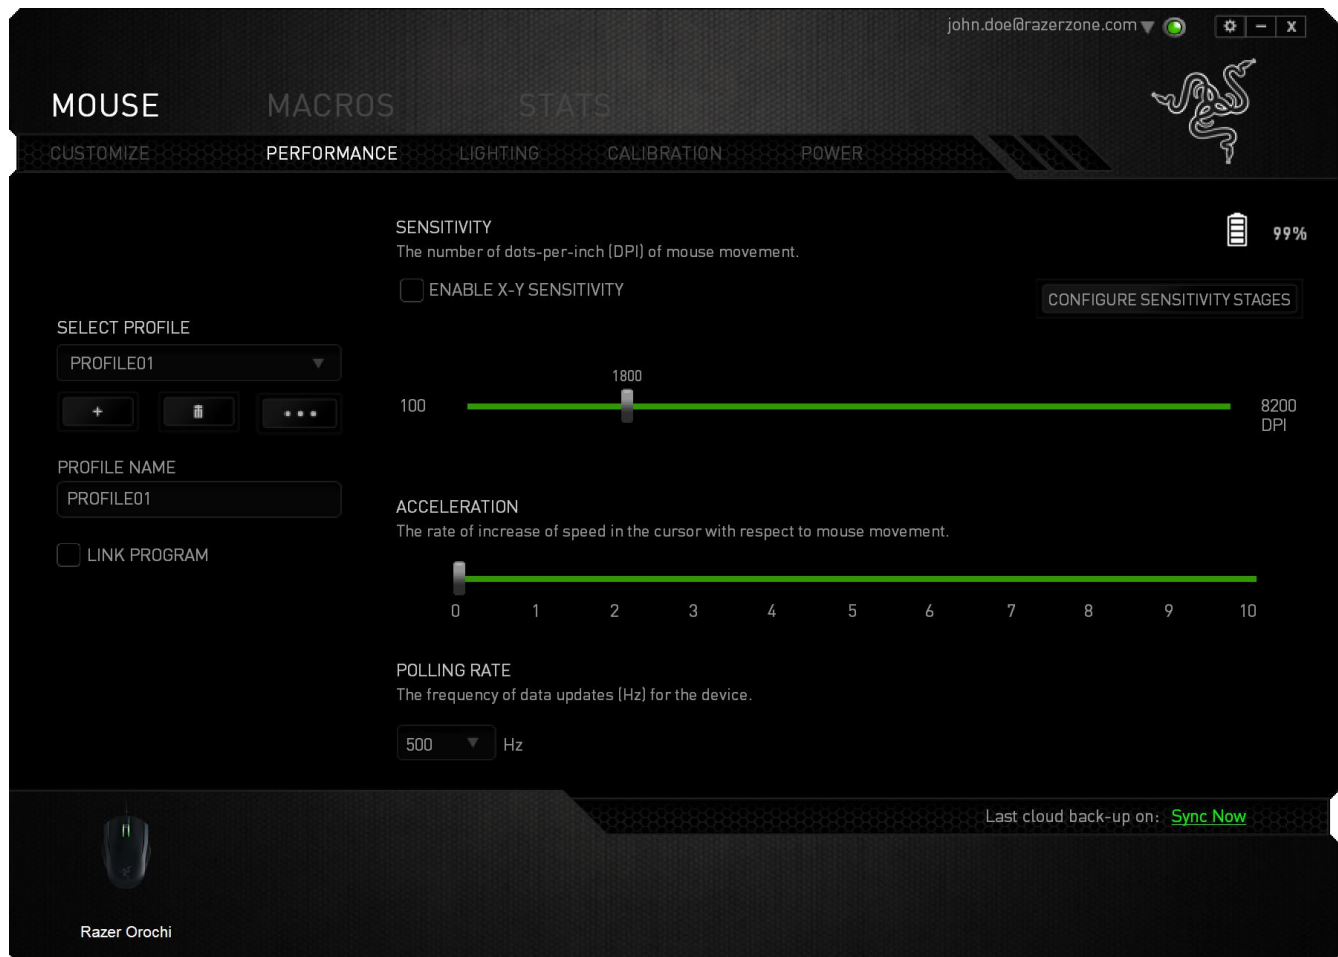 john.doe@razerzone.com
X
MOUSE MACROS STATS
CUSTOMIZE PERFORMANCE LIGHTING CALIBRATION POWER
SENSITIVITY
99%
The number of dots-per-inch (DPI) of mouse movement.
ENABLE X-Y SENSITIVITY
CONFIGURE SENSITIVITY STAGES
SELECT PROFILE
PROFILE01
1800
100
8200
DPI
PROFILE NAME
PROFILE01
ACCELERATION
The rate of increase of speed in the cursor with respect to mouse movement.
LINK PROGRAM
0 1 2 3 4 5 6 7 8 9 10
POLLING RATE
The frequency of data updates (Hz) for the device.
500 Hz
Last cloud back-up on: Sync Now
Razer Orochi